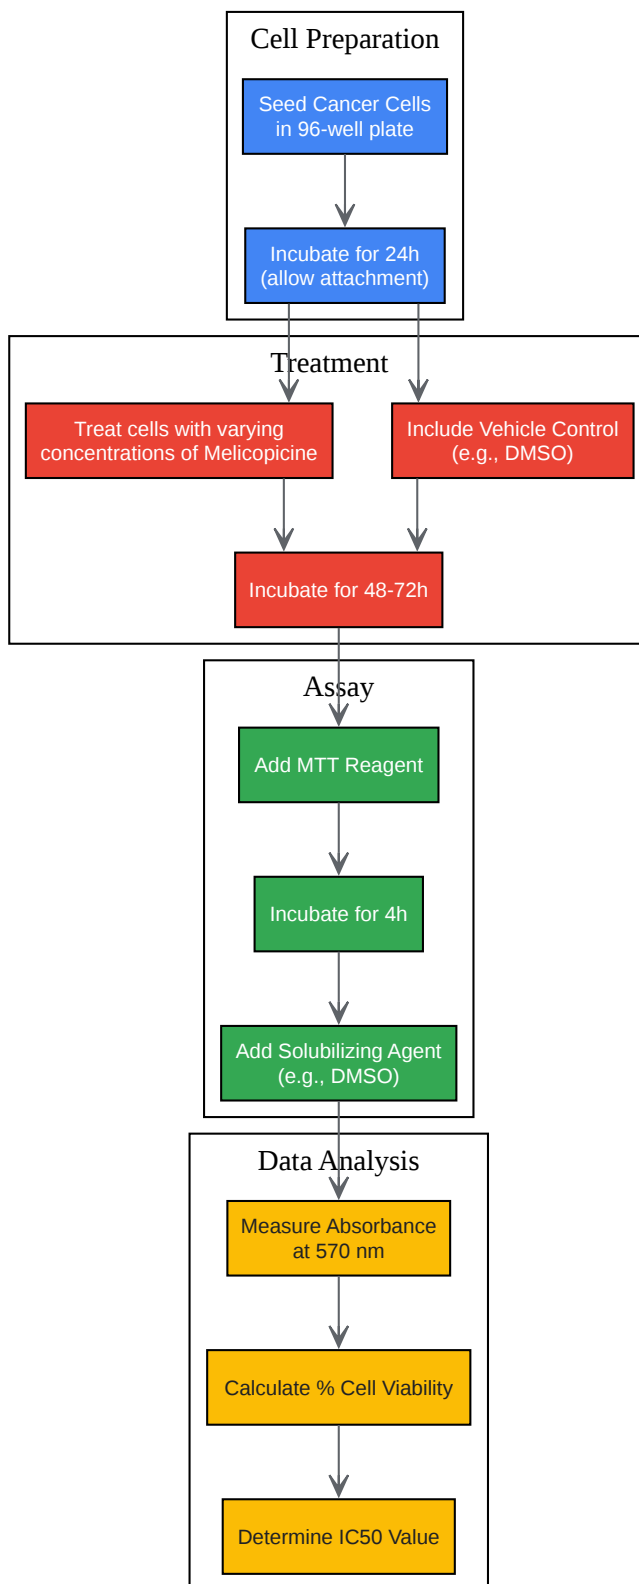 Cell Preparation
Seed Cancer Cells
in 96-well plate
Incubate for 24h
(allow attachment)
Treatment
Treat cells with varying
concentrations of Melicopicine
Include Vehicle Control
(e.g., DMSO)
Incubate for 48-72h
Assay
Add MTT Reagent
Incubate for 4h
Add Solubilizing Agent
(e.g., DMSO)
Data Analysis
Measure Absorbance
at 570 nm
Calculate % Cell Viability
Determine IC50 Value